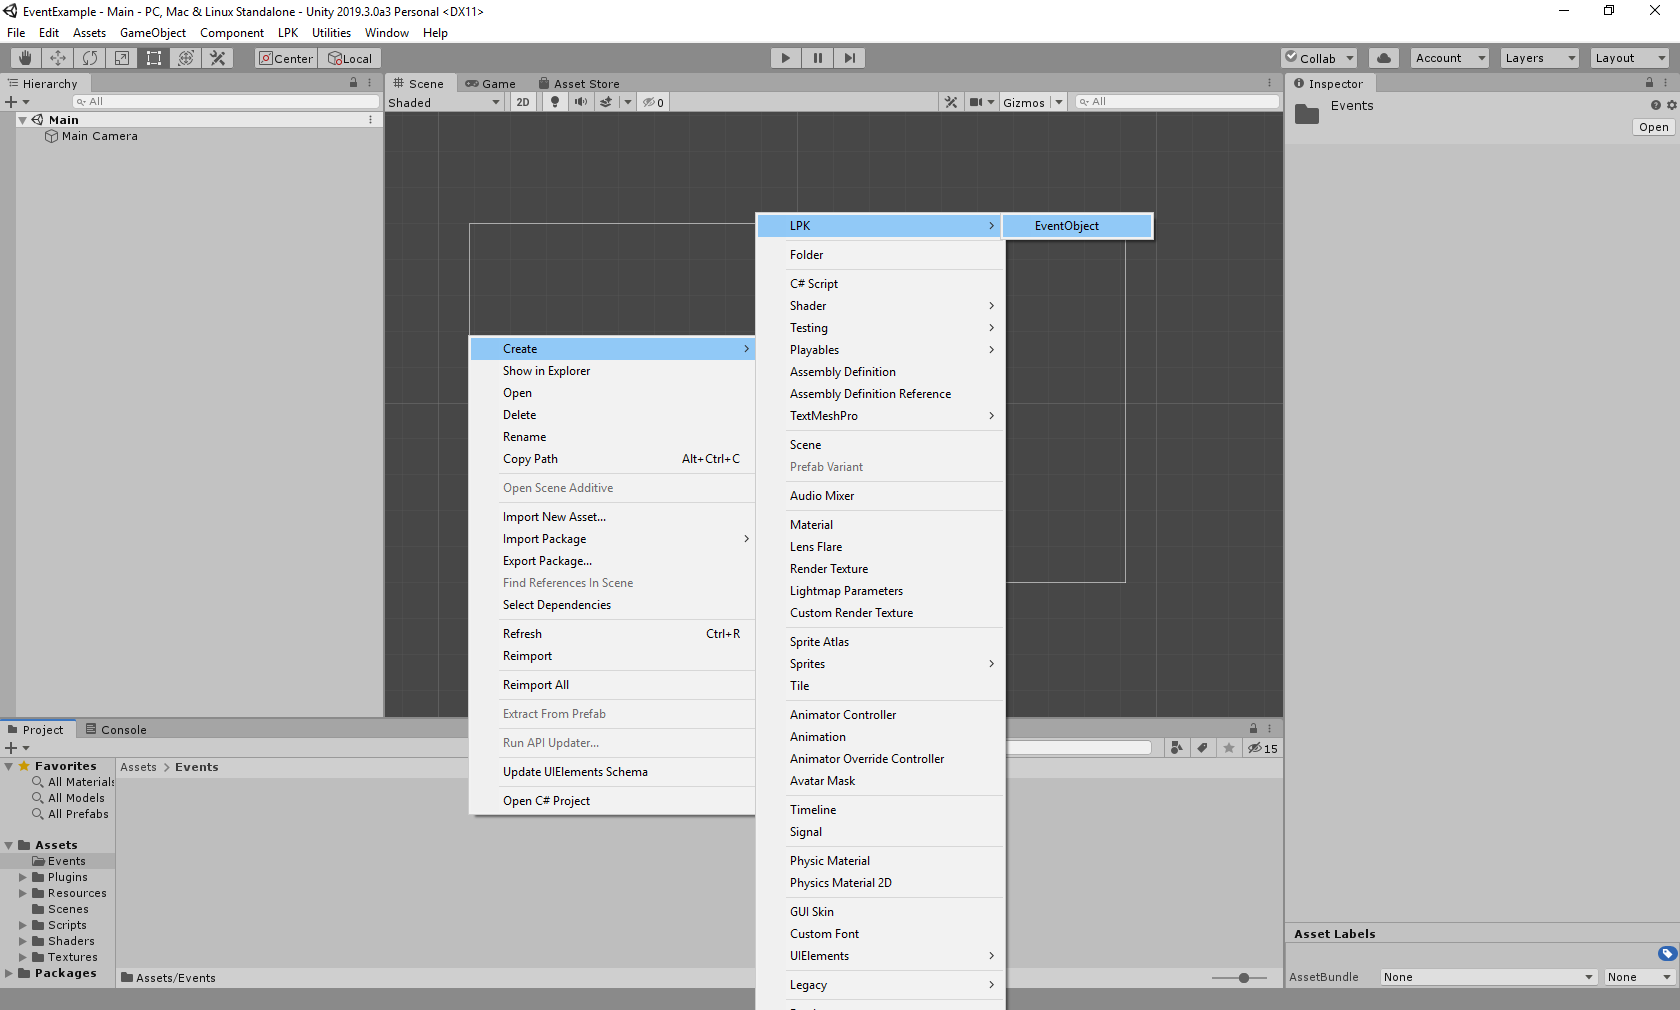 EventExample - Main - PC, Mac & Linux Standalone - Unity 2019.3.0a3 Personal <DX11>
File Edit Assets GameObject Component LPK Utilities Window Help
Center Local Collab Account Layers Layout
Hierarchy
All
Main
Main Camera
Scene Game Asset Store
Shaded 2D 0 Gizmos All
Inspector
Events
Open
LPK
EventObject
Folder
C# Script
Shader
Testing
Playables
Assembly Definition
Assembly Definition Reference
TextMeshPro
Scene
Prefab Variant
Audio Mixer
Material
Lens Flare
Render Texture
Lightmap Parameters
Custom Render Texture
Sprite Atlas
Sprites
Tile
Animator Controller
Animation
Animator Override Controller
Avatar Mask
Timeline
Signal
Physic Material
Physics Material 2D
GUI Skin
Custom Font
UIElements
Legacy
Create
Show in Explorer
Open
Delete
Rename
Copy Path Alt+Ctrl+C
Open Scene Additive
Import New Asset...
Import Package
Export Package...
Find References In Scene
Select Dependencies
Refresh Ctrl+R
Reimport
Reimport All
Extract From Prefab
Run API Updater...
Update UIElements Schema
Open C# Project
Project Console
15
Favorites
All Materials
All Models
All Prefabs
Assets
Events
Plugins
Resources
Scenes
Scripts
Shaders
Textures
Packages
Assets > Events
Assets/Events
Asset Labels
AssetBundle None None